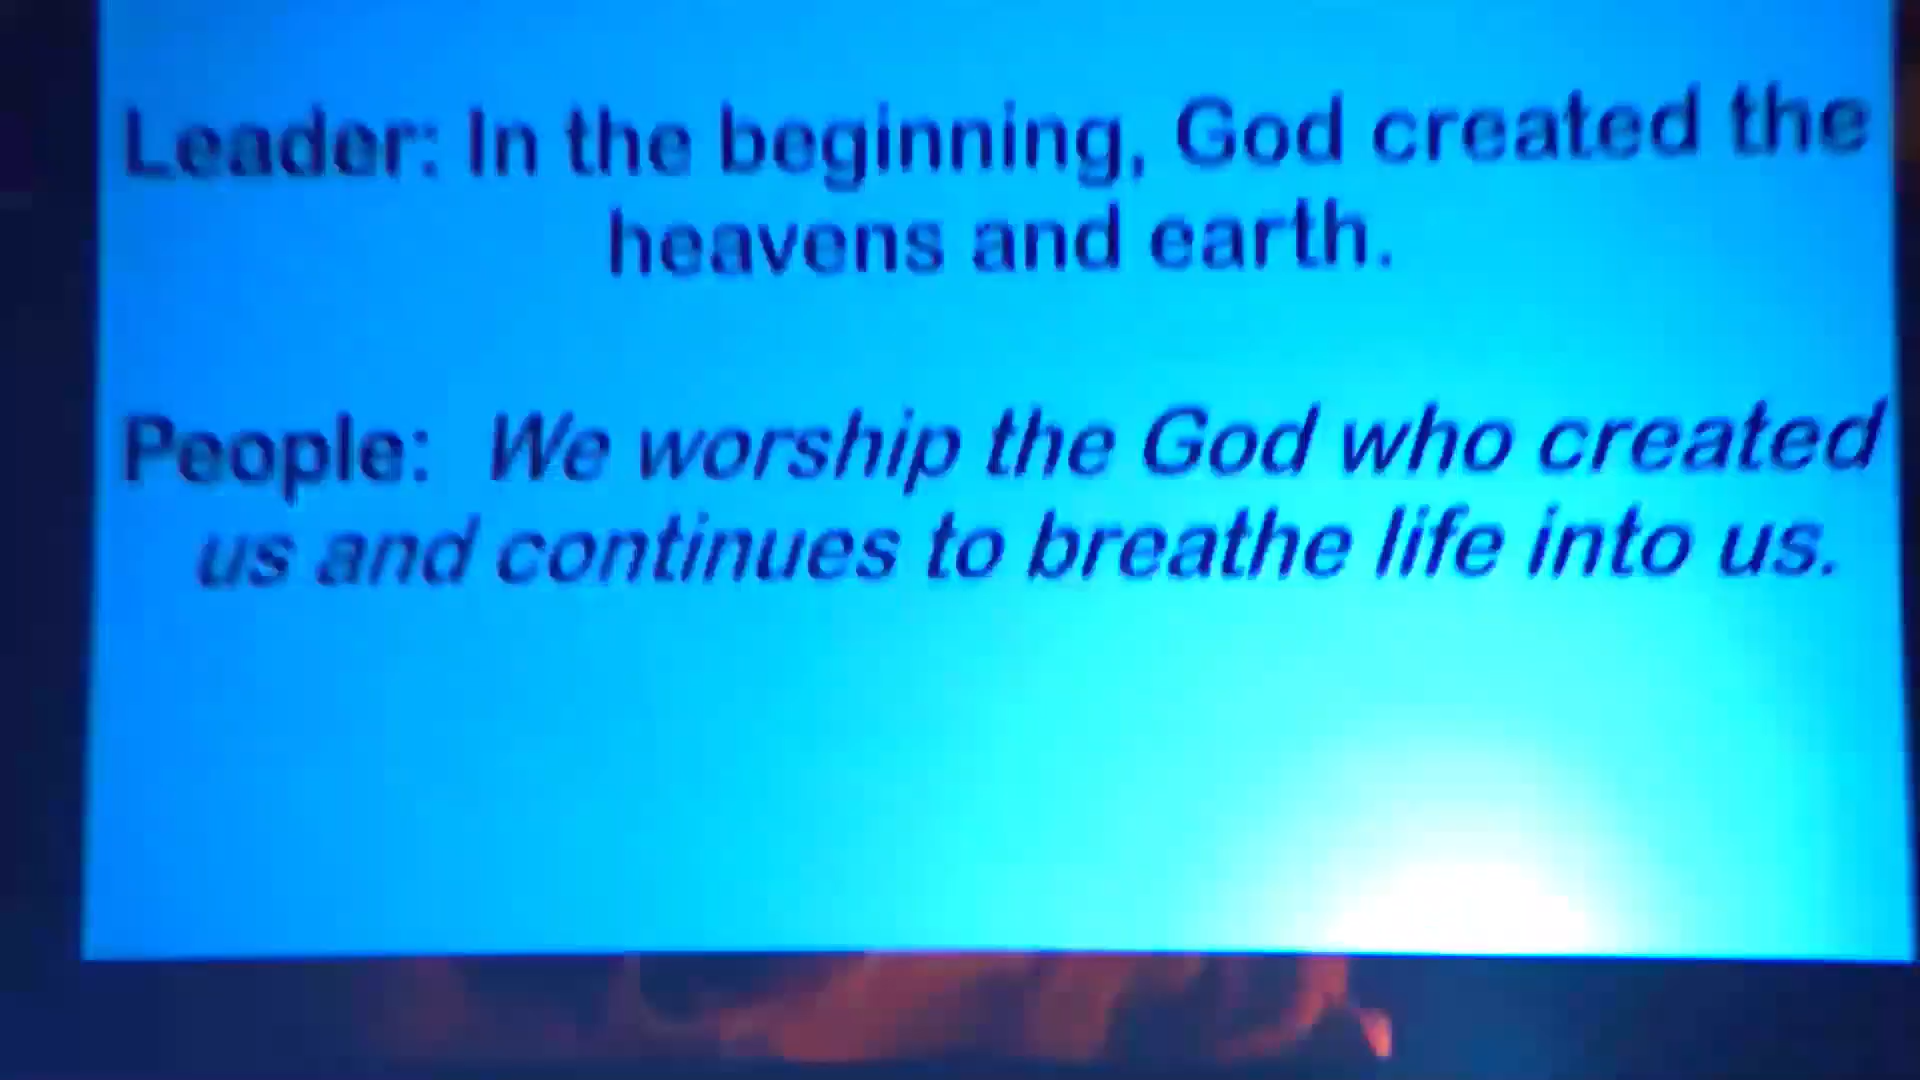 Leader: In the beginning, God created the
heavens and earth.
People: We worship the God who created
us and continues to breathe life into us.